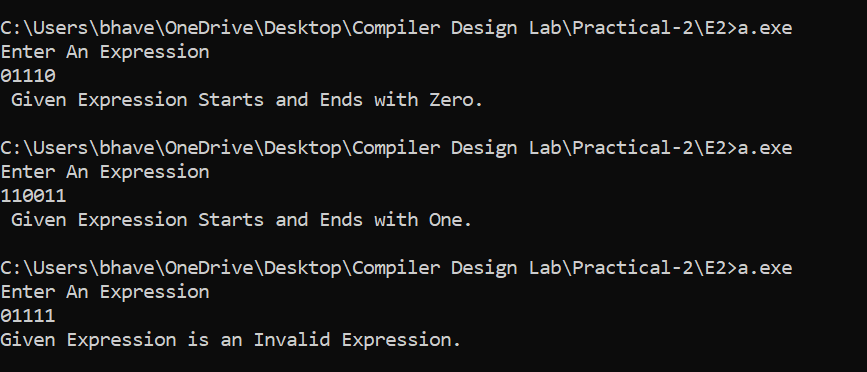 C:\Users\bhave\OneDrive\Desktop\Compiler Design Lab\Practical-2\E2>a.exe
Enter An Expression
01110
 Given Expression Starts and Ends with Zero.
C:\Users\bhave\OneDrive\Desktop\Compiler Design Lab\Practical-2\E2>a.exe
Enter An Expression
110011
 Given Expression Starts and Ends with One.
C:\Users\bhave\OneDrive\Desktop\Compiler Design Lab\Practical-2\E2>a.exe
Enter An Expression
01111
Given Expression is an Invalid Expression.